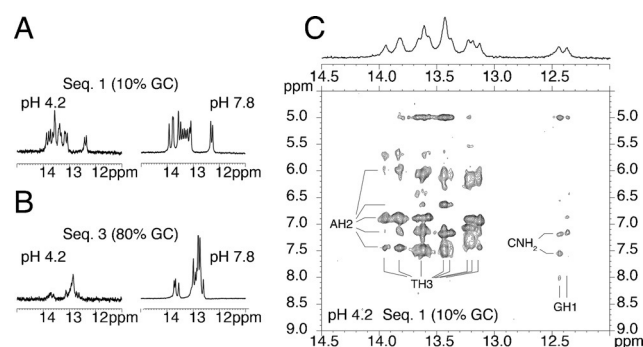 A
Seq. 1 (10% GC)
pH 4.2
pH 7.8
14 13 12ppm
14 13 12ppm
B
Seq. 3 (80% GC)
pH 4.2
pH 7.8
14 13 12ppm
14 13 12ppm
C
14.5 14.0 13.5 13.0 12.5 ppm
ppm
5.0 5.0
5.5
6.0 6.0
6.5 6.5
AH2
7.0 7.0
CNH2
7.5 7.5
TH3
8.0 8.0
GH1
8.5 8.5
pH 4.2 Seq. 1 (10% GC)
9.0 9.0
14.5 14.0 13.5 13.0 12.5 ppm